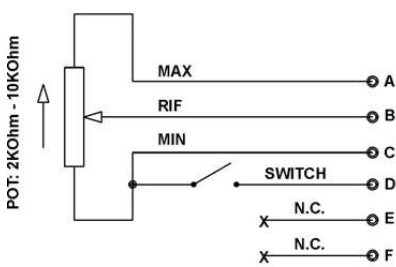 POT: 2KOhm - 10KOhm
MAX
A
RIF
B
MIN
C
SWITCH
D
N.C.
E
N.C.
F